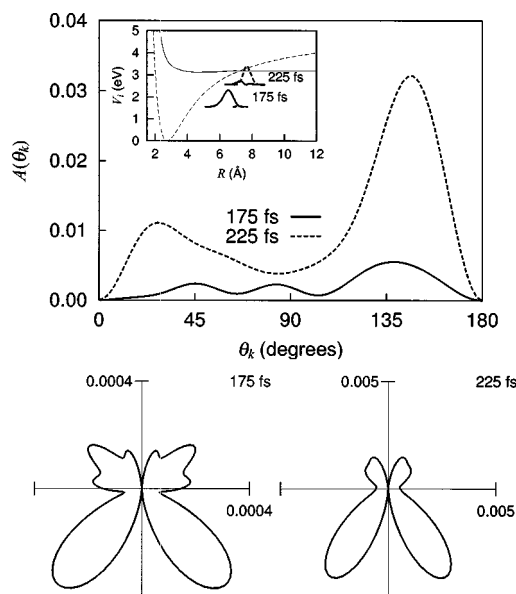 0.04
0.03
0.02
0.01
0.00
A(θk)
5
4
3
2
1
0
Vi (eV)
225 fs
175 fs
2 4 6 8 10 12
R (Å)
175 fs
225 fs
0 45 90 135 180
θk (degrees)
0.0004 175 fs
0.0004
0.005 225 fs
0.005